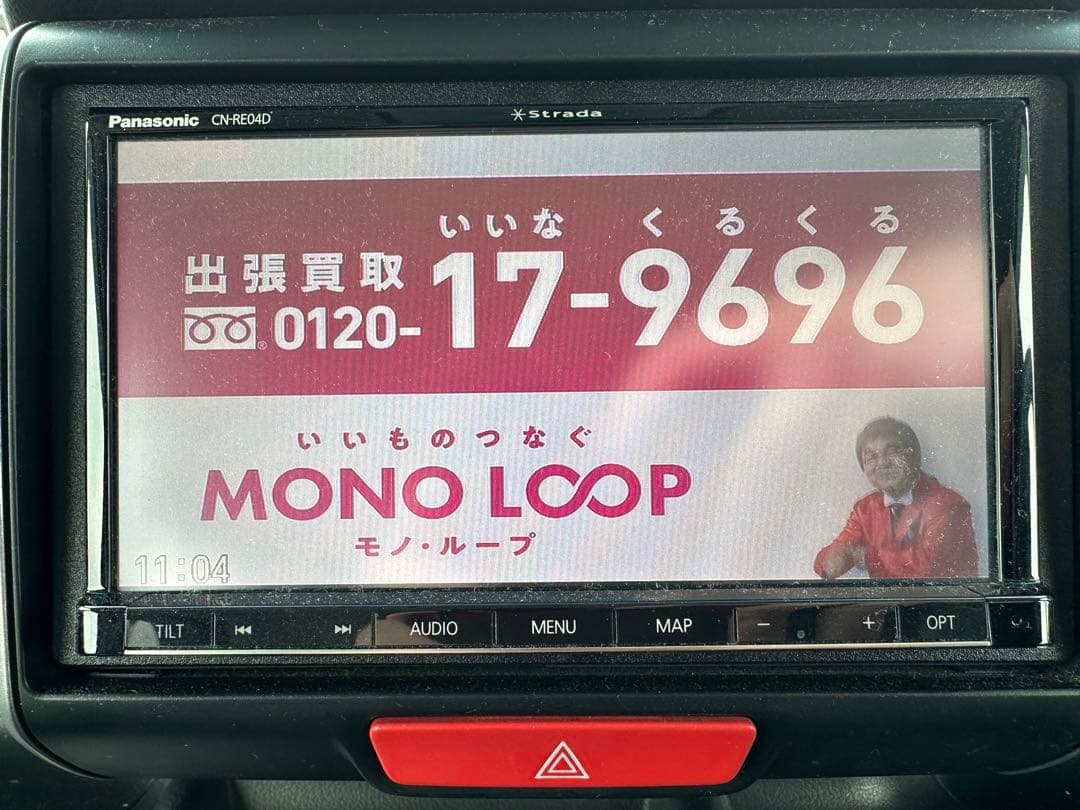 Panasonic CN-RE04D Strada
いいな くるくる
出張買取
0120-17-9696
いいものつなぐ
MONO LOOP
モノ・ループ
11:04
TILT AUDIO MENU MAP − + OPT